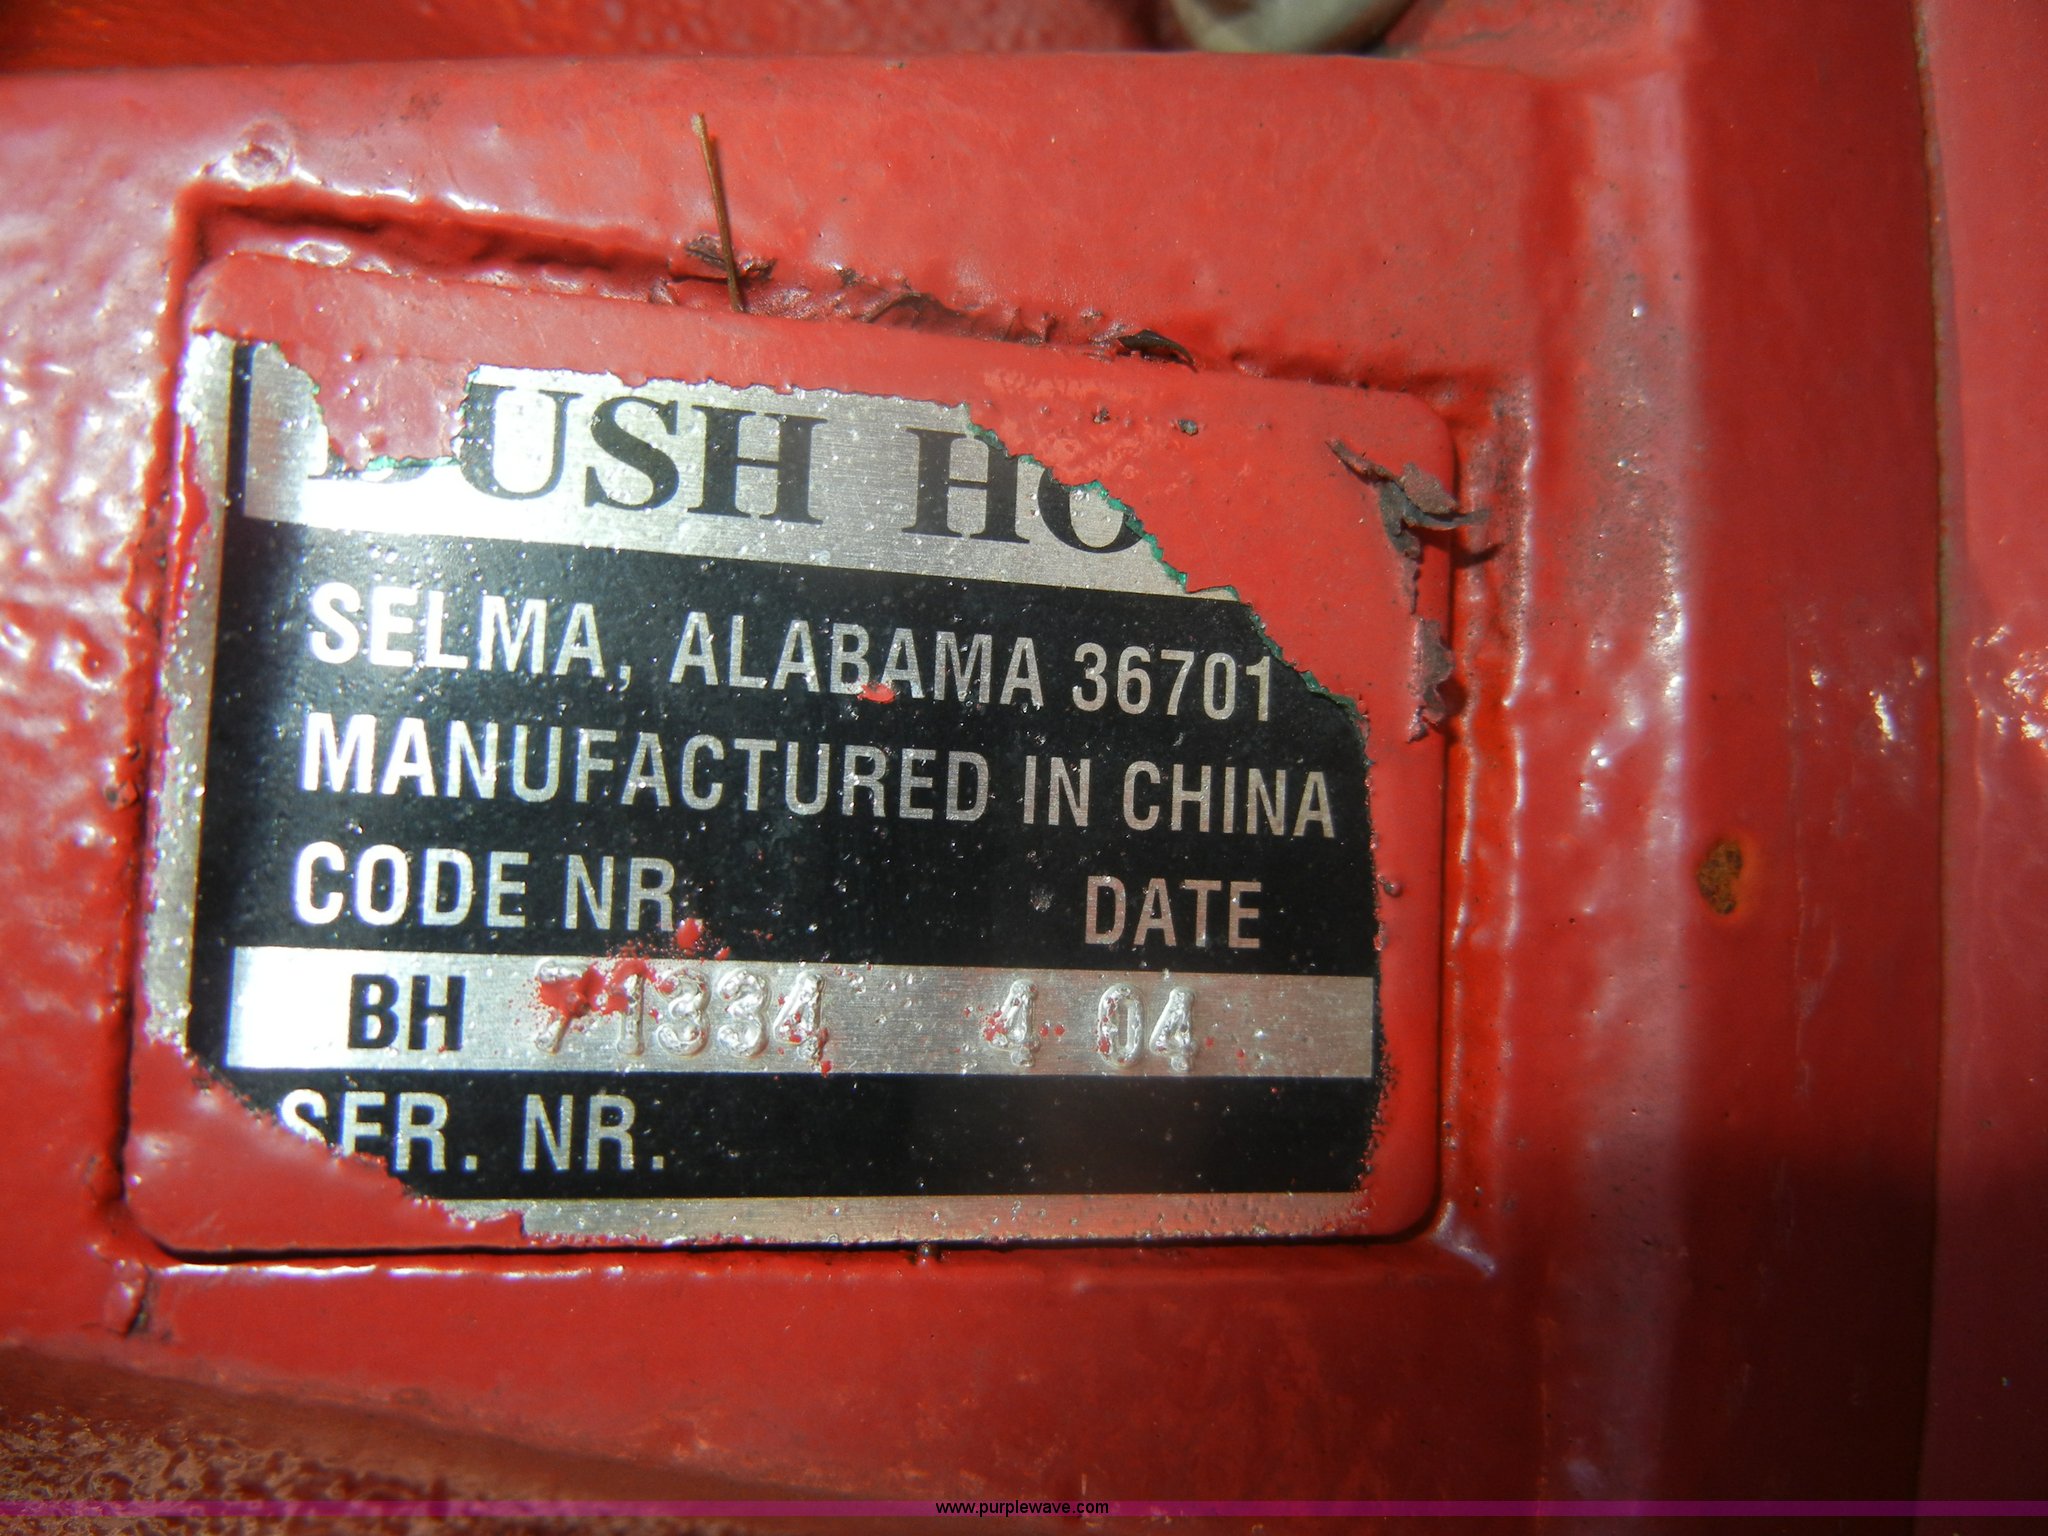 BUSH HO
SELMA, ALABAMA 36701
MANUFACTURED IN CHINA
CODE NR. DATE
BH 71334 4 04
SER. NR.
www.purplewave.com